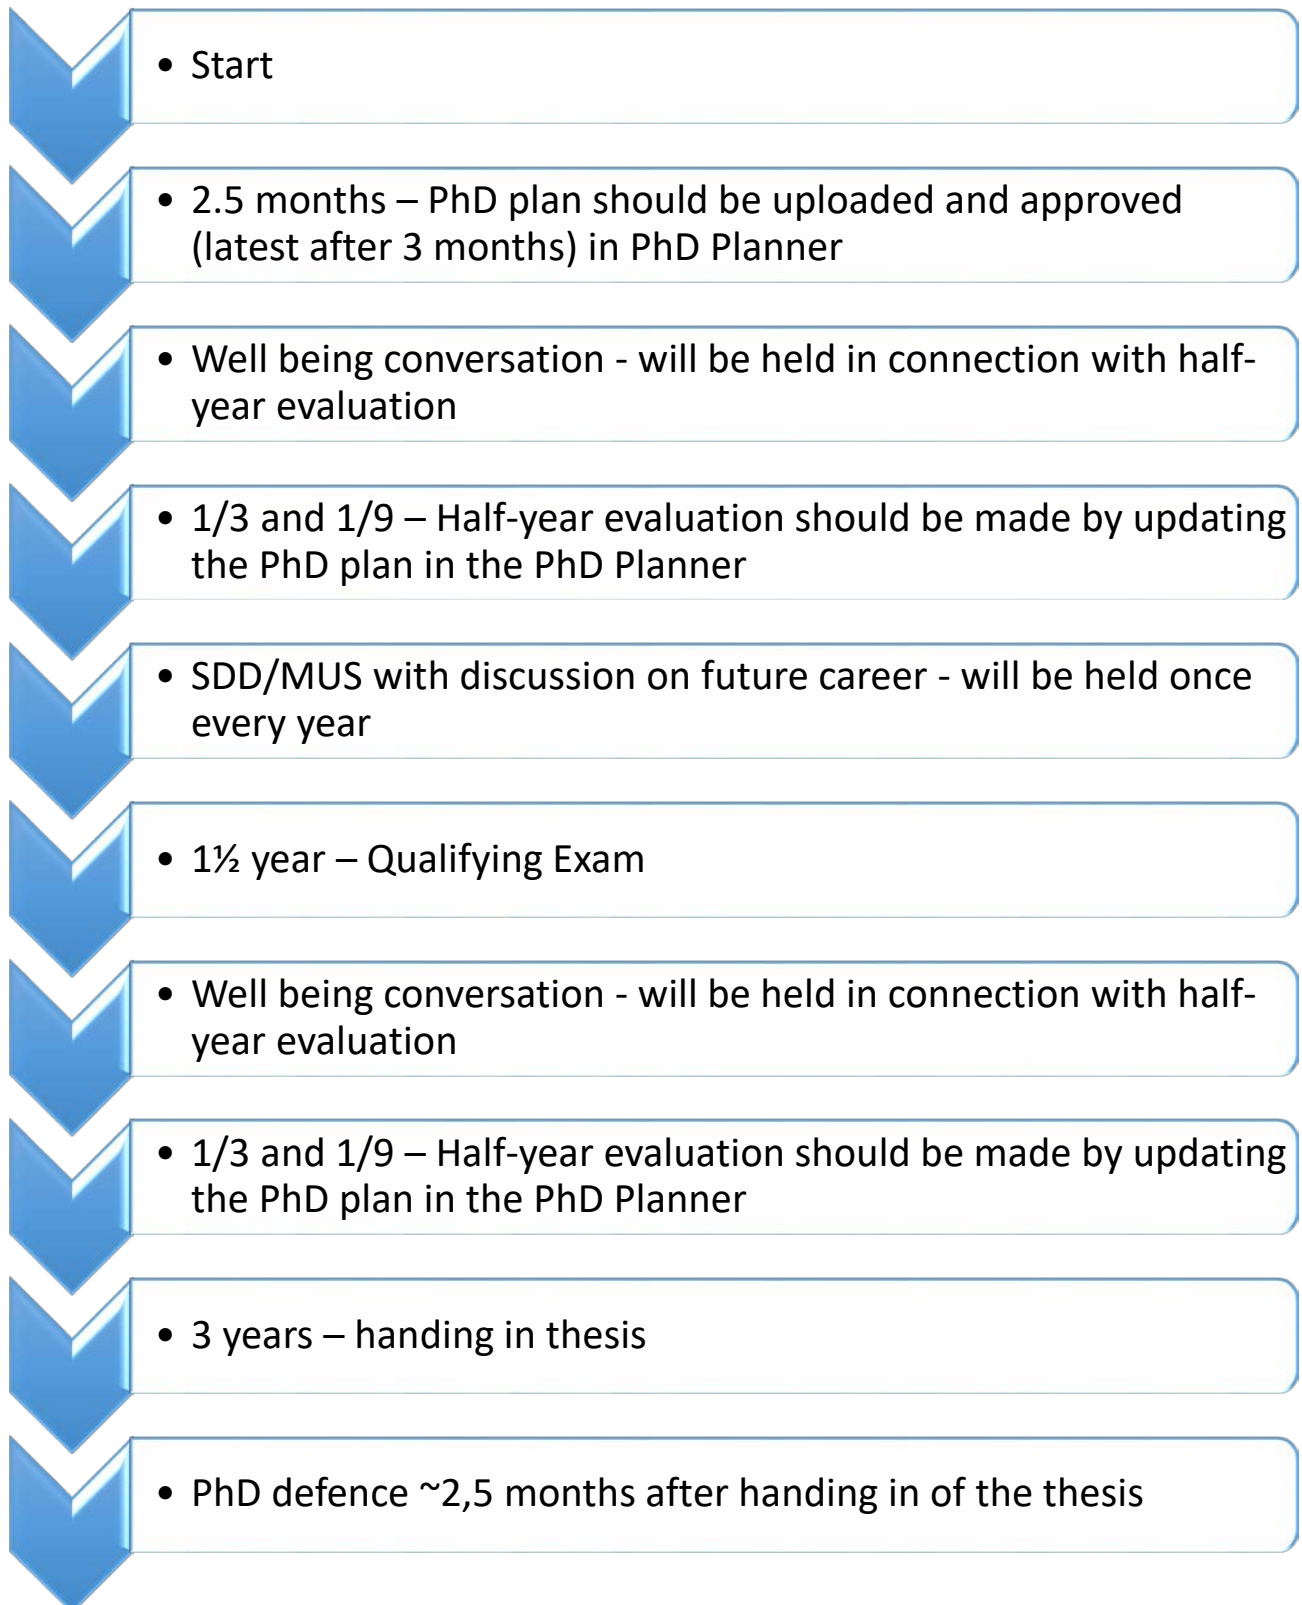 • Start
• 2.5 months – PhD plan should be uploaded and approved
(latest after 3 months) in PhD Planner
• Well being conversation - will be held in connection with half-
year evaluation
• 1/3 and 1/9 – Half-year evaluation should be made by updating
the PhD plan in the PhD Planner
• SDD/MUS with discussion on future career - will be held once
every year
• 1½ year – Qualifying Exam
• Well being conversation - will be held in connection with half-
year evaluation
• 1/3 and 1/9 – Half-year evaluation should be made by updating
the PhD plan in the PhD Planner
• 3 years – handing in thesis
• PhD defence ~2,5 months after handing in of the thesis